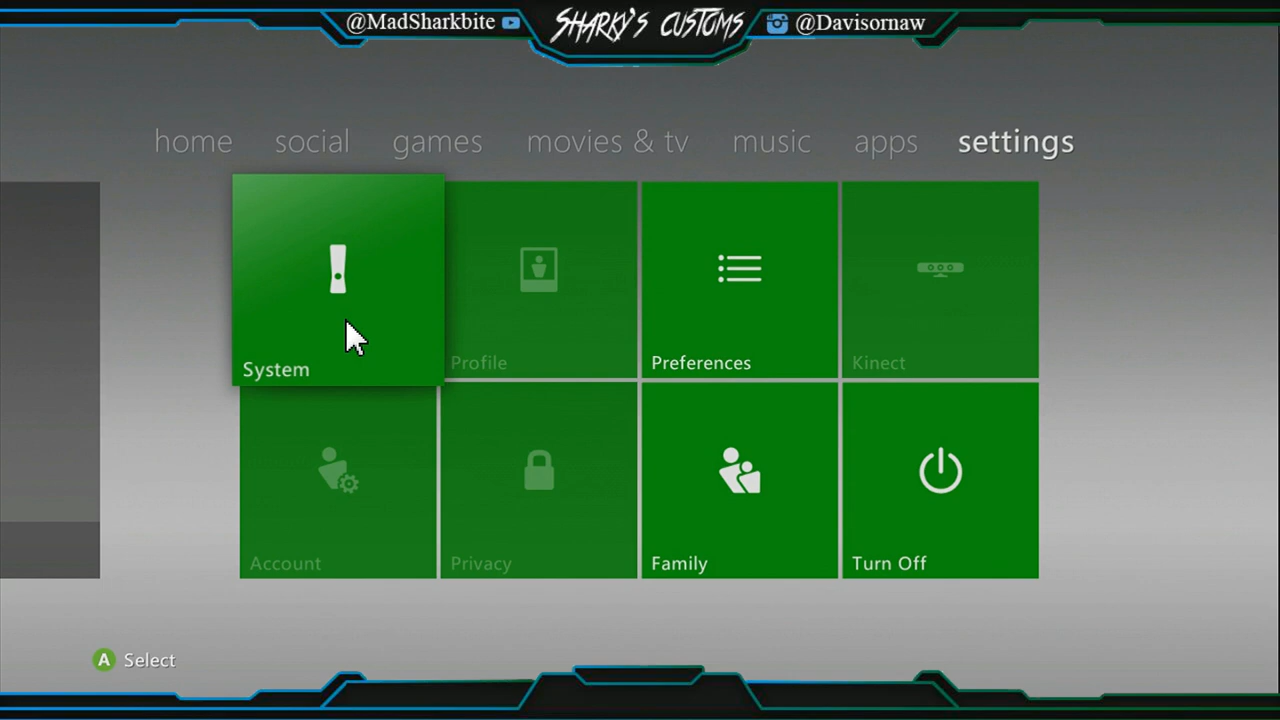 @MadSharkbite SHARKY'S CUSTOMS @Davisornaw
home social games movies & tv music apps settings
System Profile Preferences Kinect
Account Privacy Family Turn Off
A Select